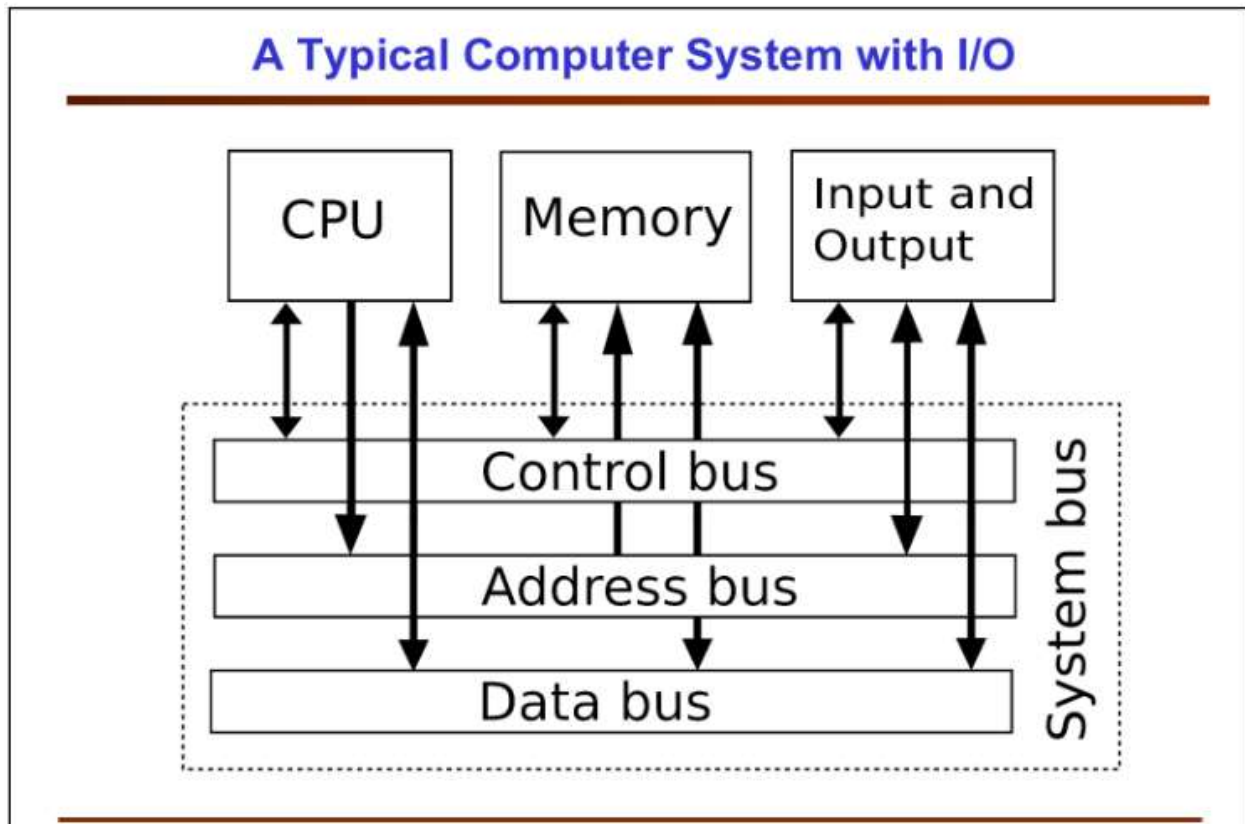 A Typical Computer System with I/O
CPU
Memory
Input and
Output
Control bus
Address bus
Data bus
System bus